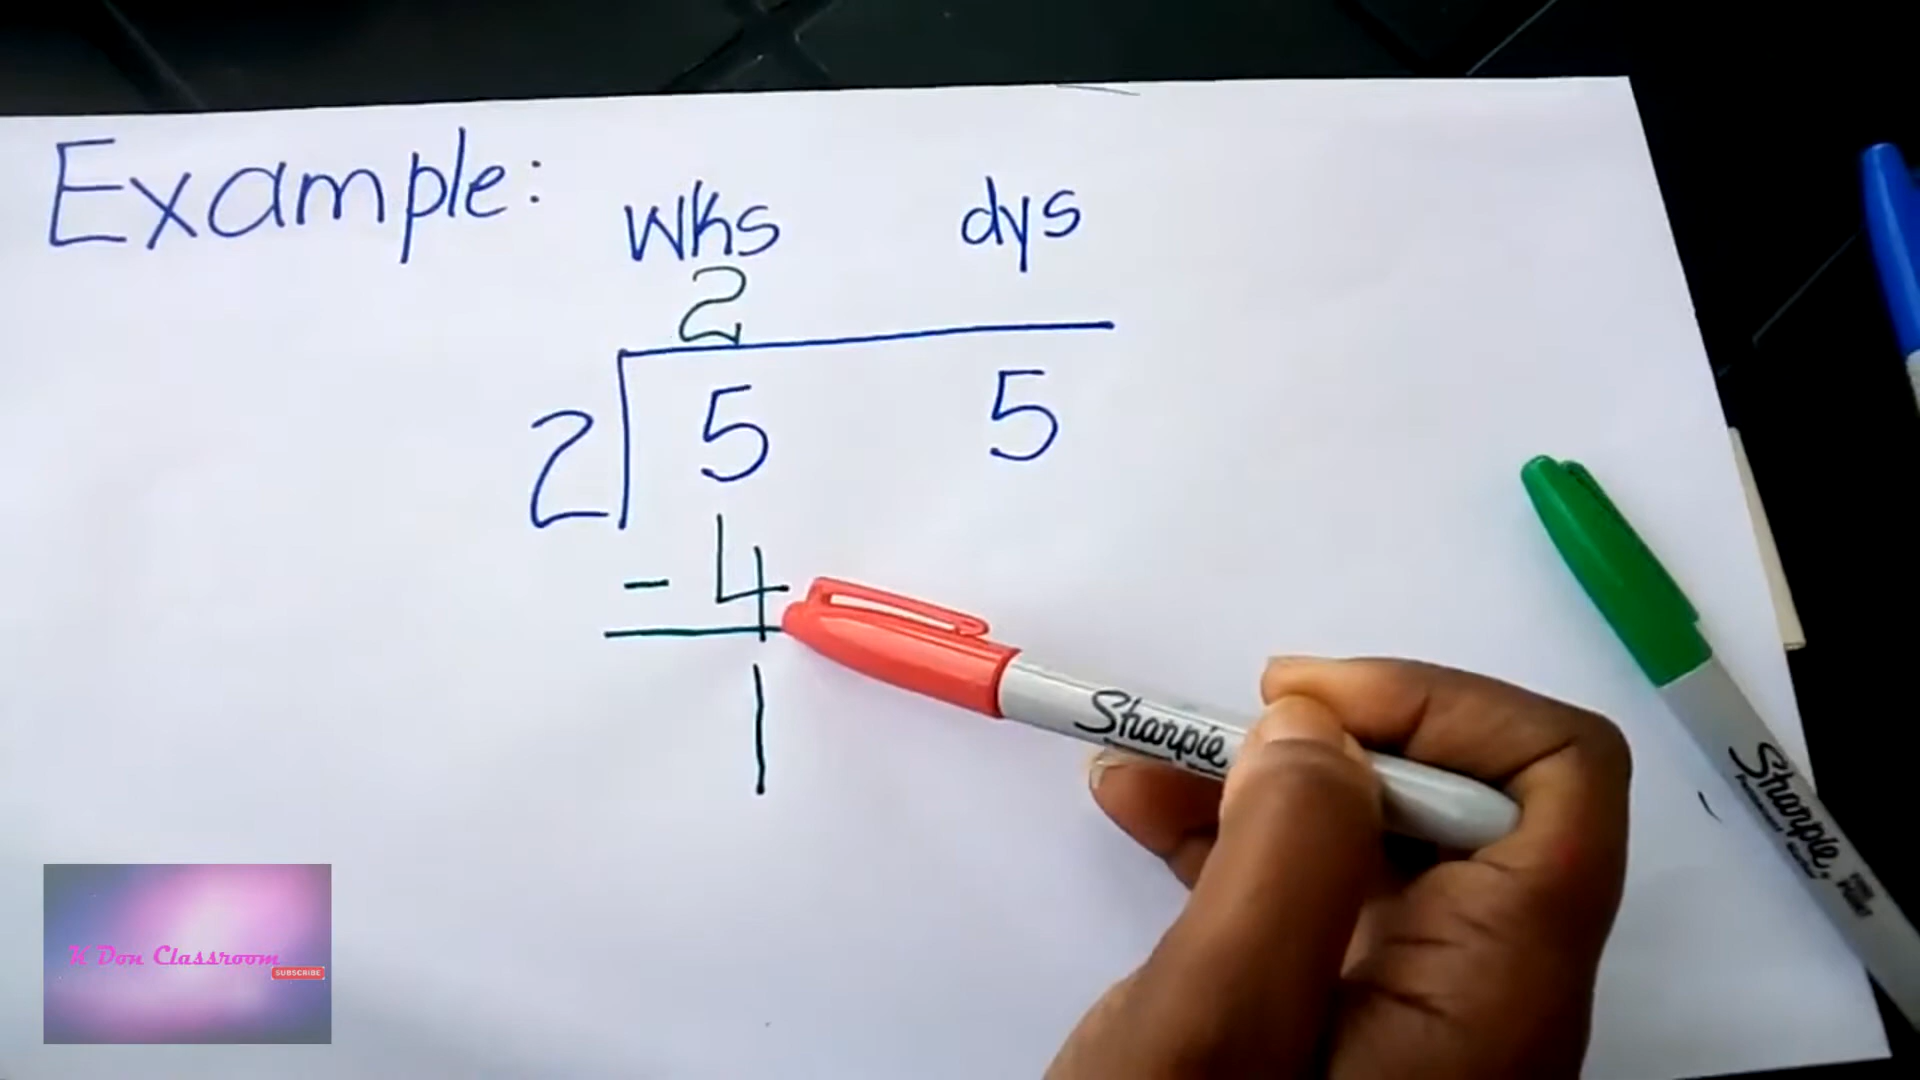 Example:
wks dys
2
2 5 5
- 4
1
Sharpie
Sharpie
K Don Classroom
SUBSCRIBE